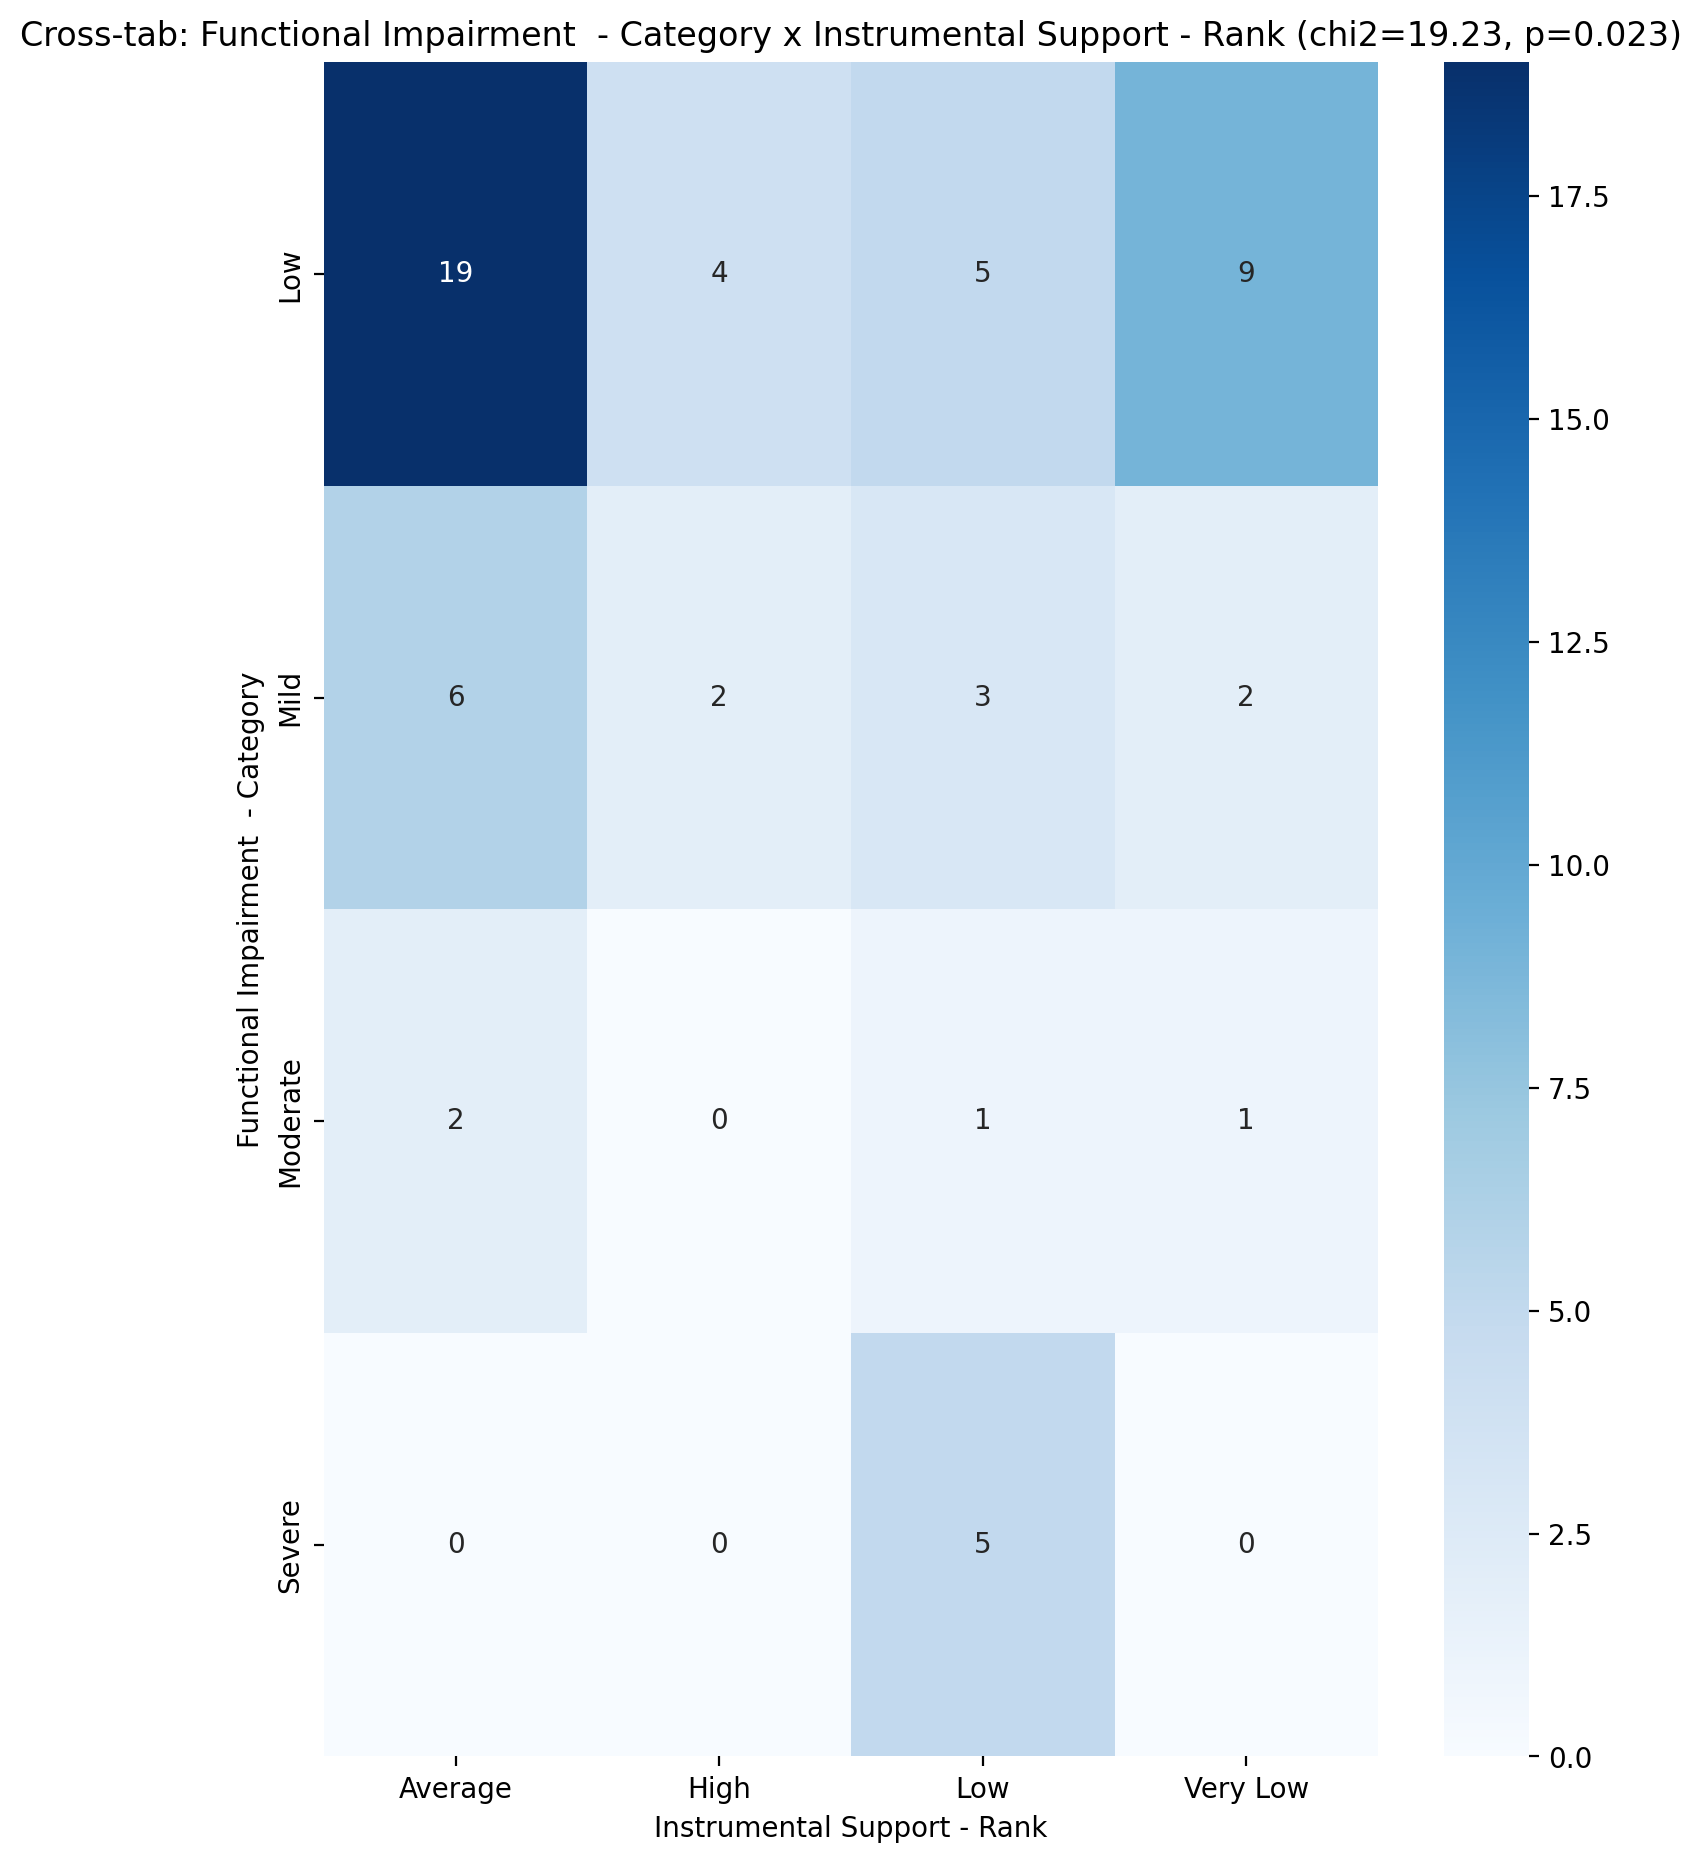 Cross-tab: Functional Impairment  - Category x Instrumental Support - Rank (chi2=19.23, p=0.023)
Functional Impairment  - Category
Low
19
4
5
9
Mild
6
2
3
2
Moderate
2
0
1
1
Severe
0
0
5
0
Average
High
Low
Very Low
Instrumental Support - Rank
17.5
15.0
12.5
10.0
7.5
5.0
2.5
0.0